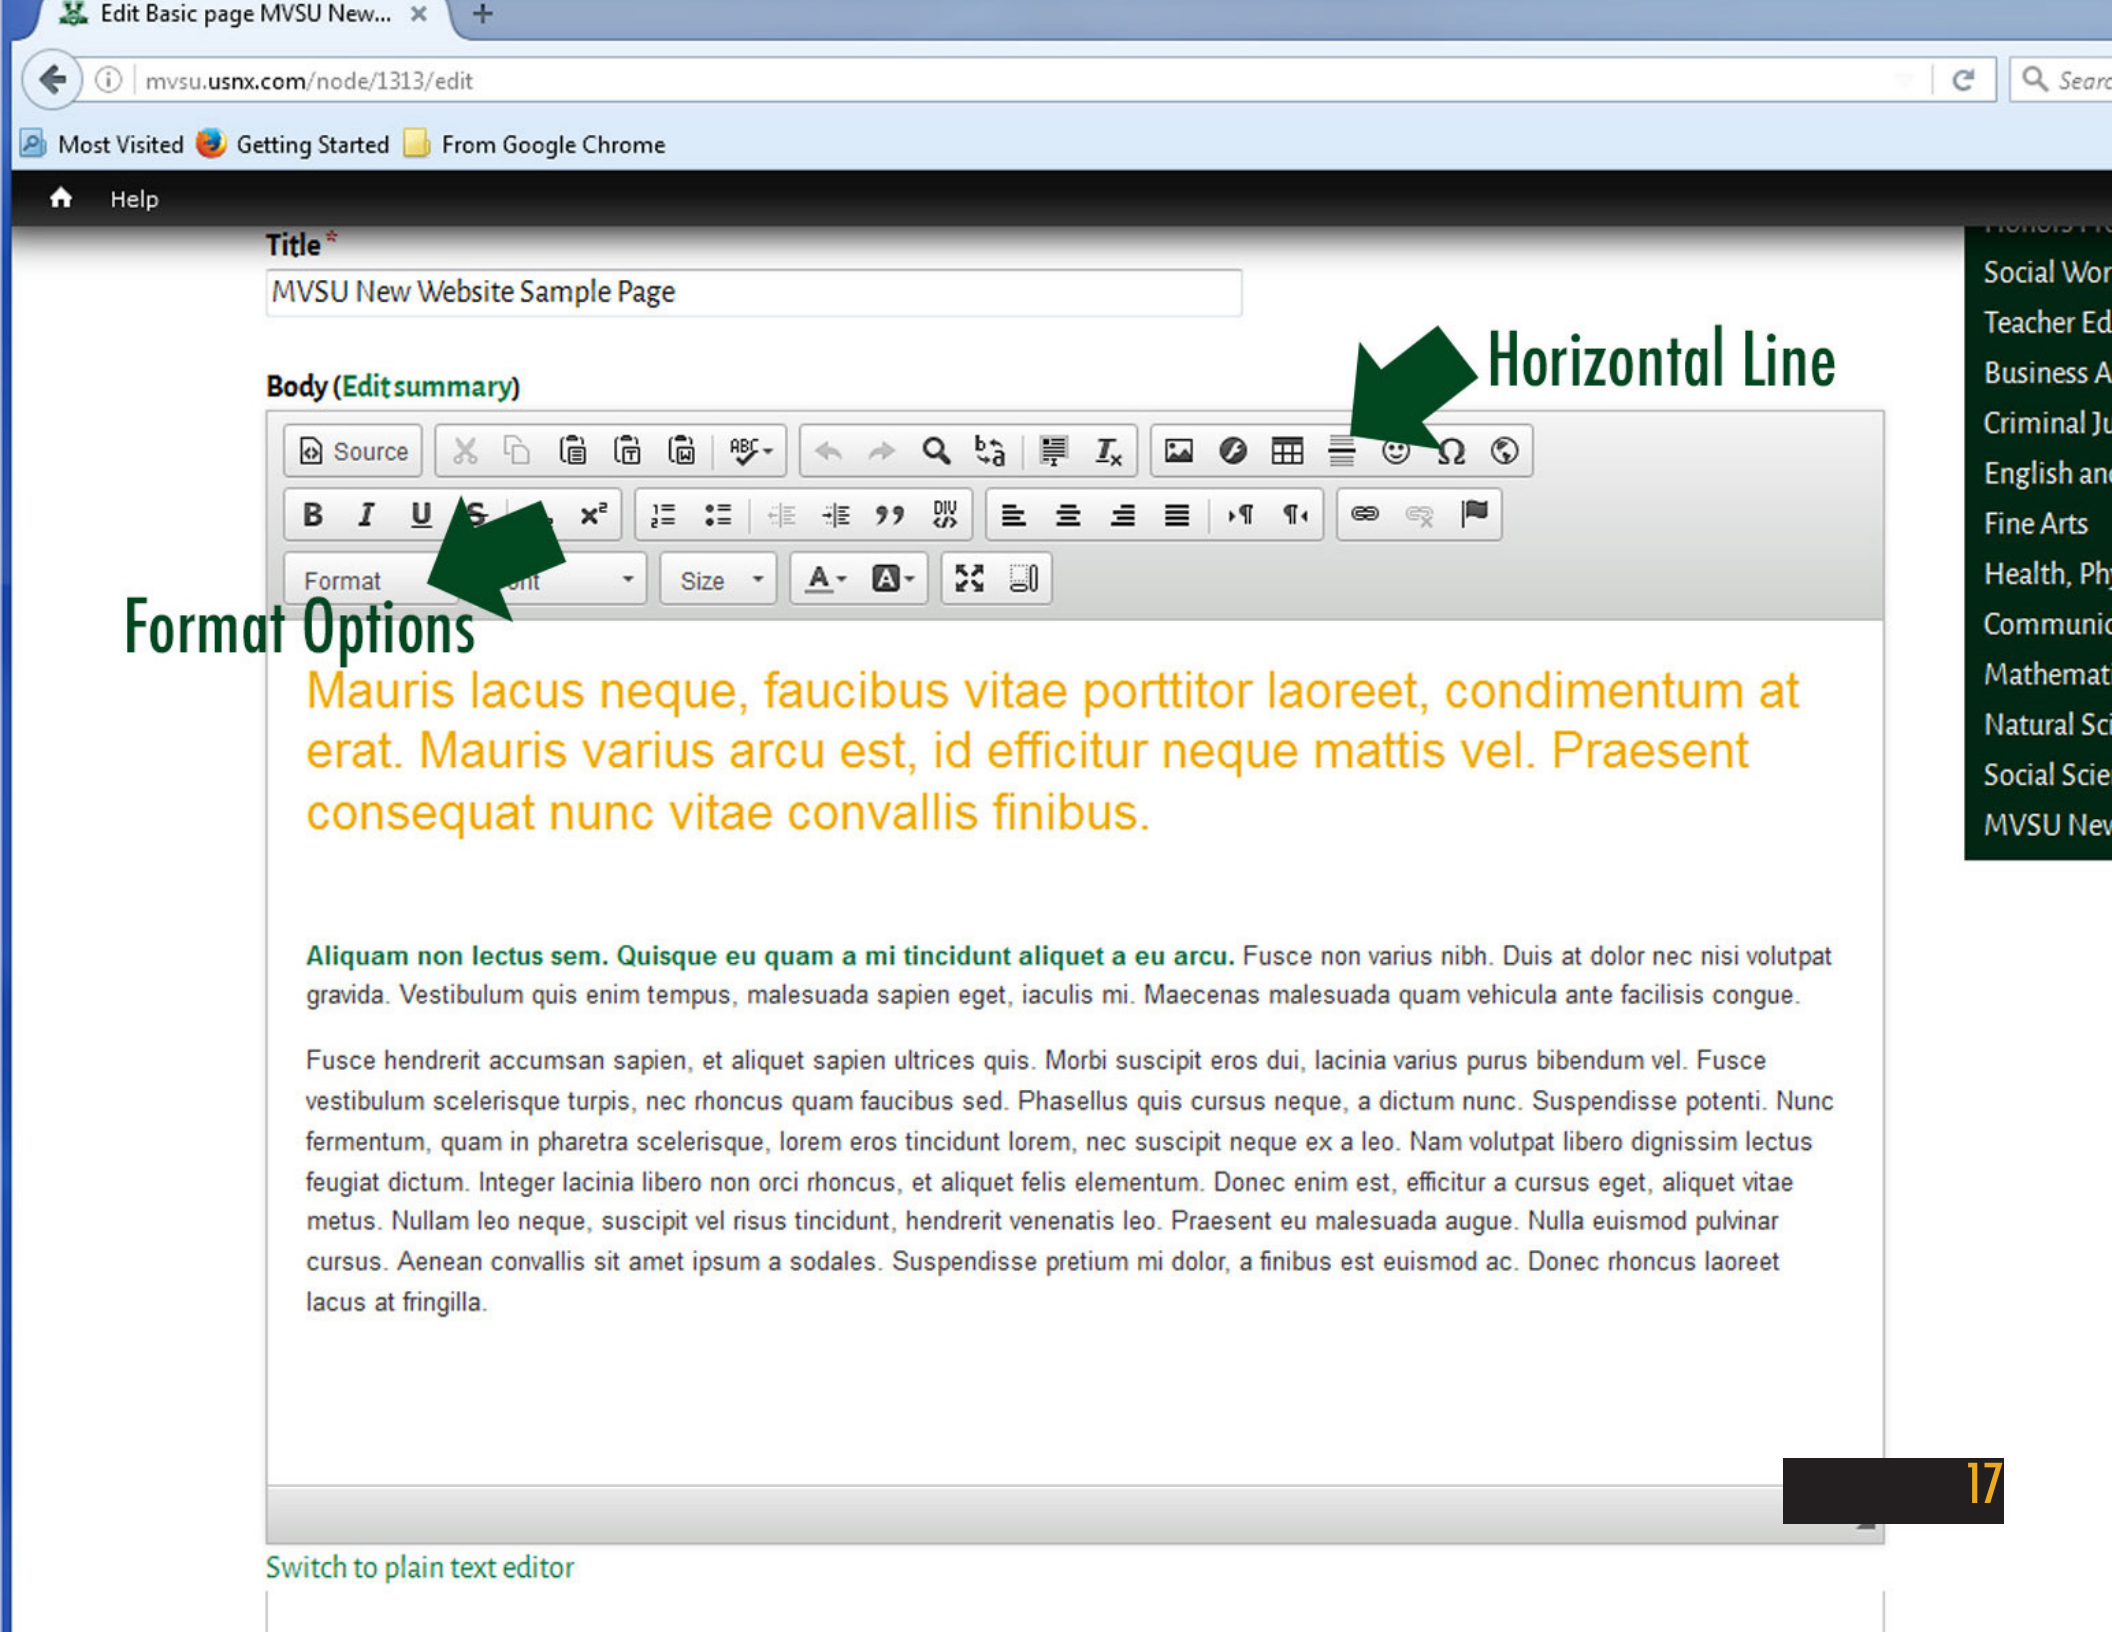 Edit Basic page MVSU New...
mvsu.usnx.com/node/1313/edit
Most Visited Getting Started From Google Chrome
Help
Title*
MVSU New Website Sample Page
Horizontal Line
Body (Edit summary)
Source ABC
B I U S x²
DIV
Format Size A A
Format Options
Mauris lacus neque, faucibus vitae porttitor laoreet, condimentum at
erat. Mauris varius arcu est, id efficitur neque mattis vel. Praesent
consequat nunc vitae convallis finibus.
Aliquam non lectus sem. Quisque eu quam a mi tincidunt aliquet a eu arcu. Fusce non varius nibh. Duis at dolor nec nisi volutpat
gravida. Vestibulum quis enim tempus, malesuada sapien eget, iaculis mi. Maecenas malesuada quam vehicula ante facilisis congue.
Fusce hendrerit accumsan sapien, et aliquet sapien ultrices quis. Morbi suscipit eros dui, lacinia varius purus bibendum vel. Fusce
vestibulum scelerisque turpis, nec rhoncus quam faucibus sed. Phasellus quis cursus neque, a dictum nunc. Suspendisse potenti. Nunc
fermentum, quam in pharetra scelerisque, lorem eros tincidunt lorem, nec suscipit neque ex a leo. Nam volutpat libero dignissim lectus
feugiat dictum. Integer lacinia libero non orci rhoncus, et aliquet felis elementum. Donec enim est, efficitur a cursus eget, aliquet vitae
metus. Nullam leo neque, suscipit vel risus tincidunt, hendrerit venenatis leo. Praesent eu malesuada augue. Nulla euismod pulvinar
cursus. Aenean convallis sit amet ipsum a sodales. Suspendisse pretium mi dolor, a finibus est euismod ac. Donec rhoncus laoreet
lacus at fringilla.
17
Switch to plain text editor
Social
Teacher
Business
Criminal
English
Fine Arts
Health,
Natural
Social
MVSU